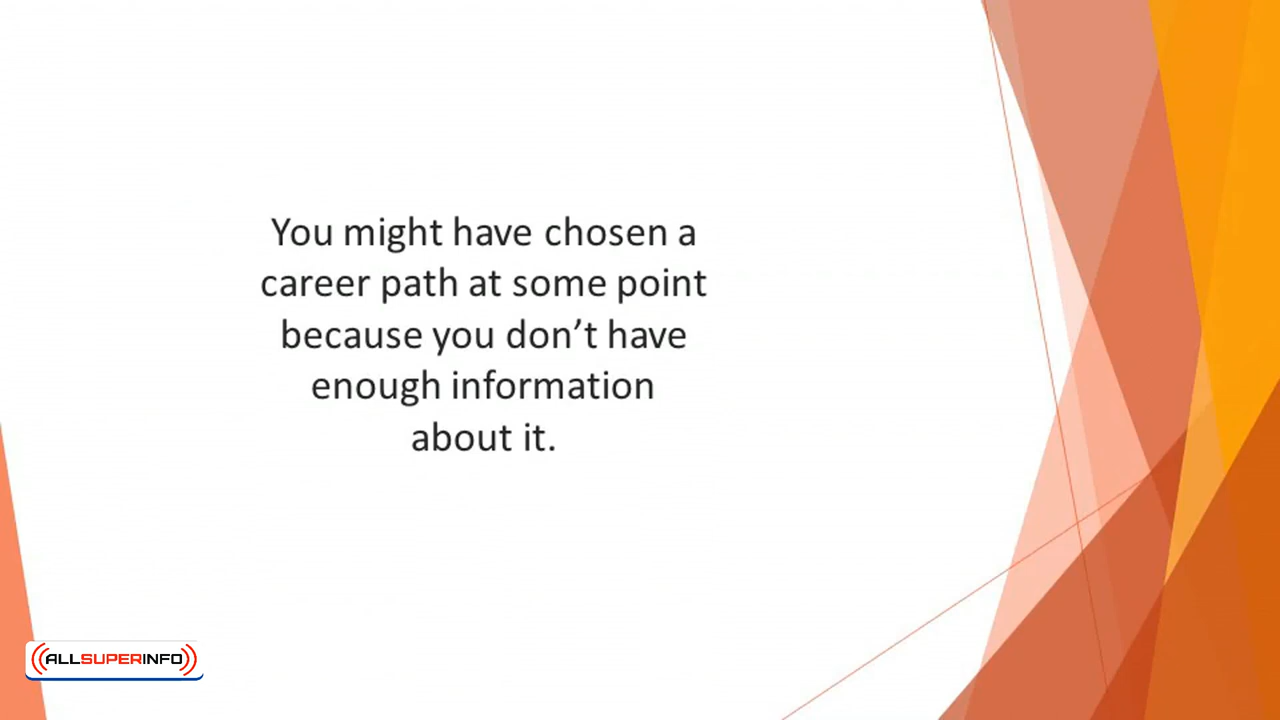 You might have chosen a
career path at some point
because you don’t have
enough information
about it.
ALLSUPERINFO